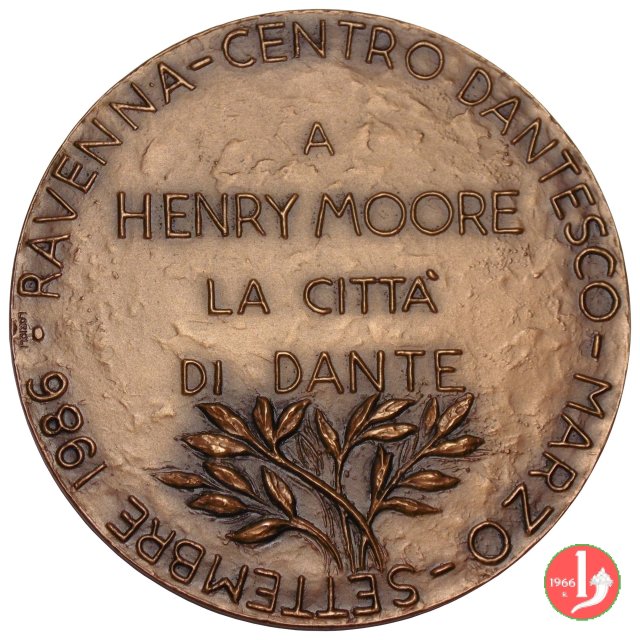 RAVENNA-CENTRO DANTESCO-MARZO-SETTEMBRE 1986 •
A
HENRY MOORE
LA CITTÀ
DI DANTE
1966